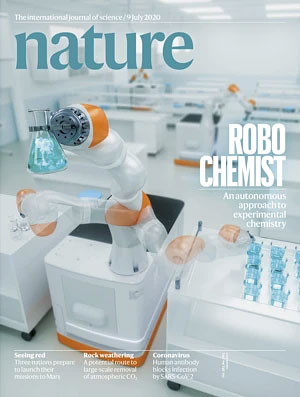 The international journal of science / 9 July 2020
nature
ROBO
CHEMIST
An autonomous
approach to
experimental
chemistry
Seeing red
Three nations prepare
to launch their
missions to Mars
Rock weathering
A potential route to
large-scale removal
of atmospheric CO₂
Coronavirus
Human antibody
blocks infection
by SARS-CoV-2